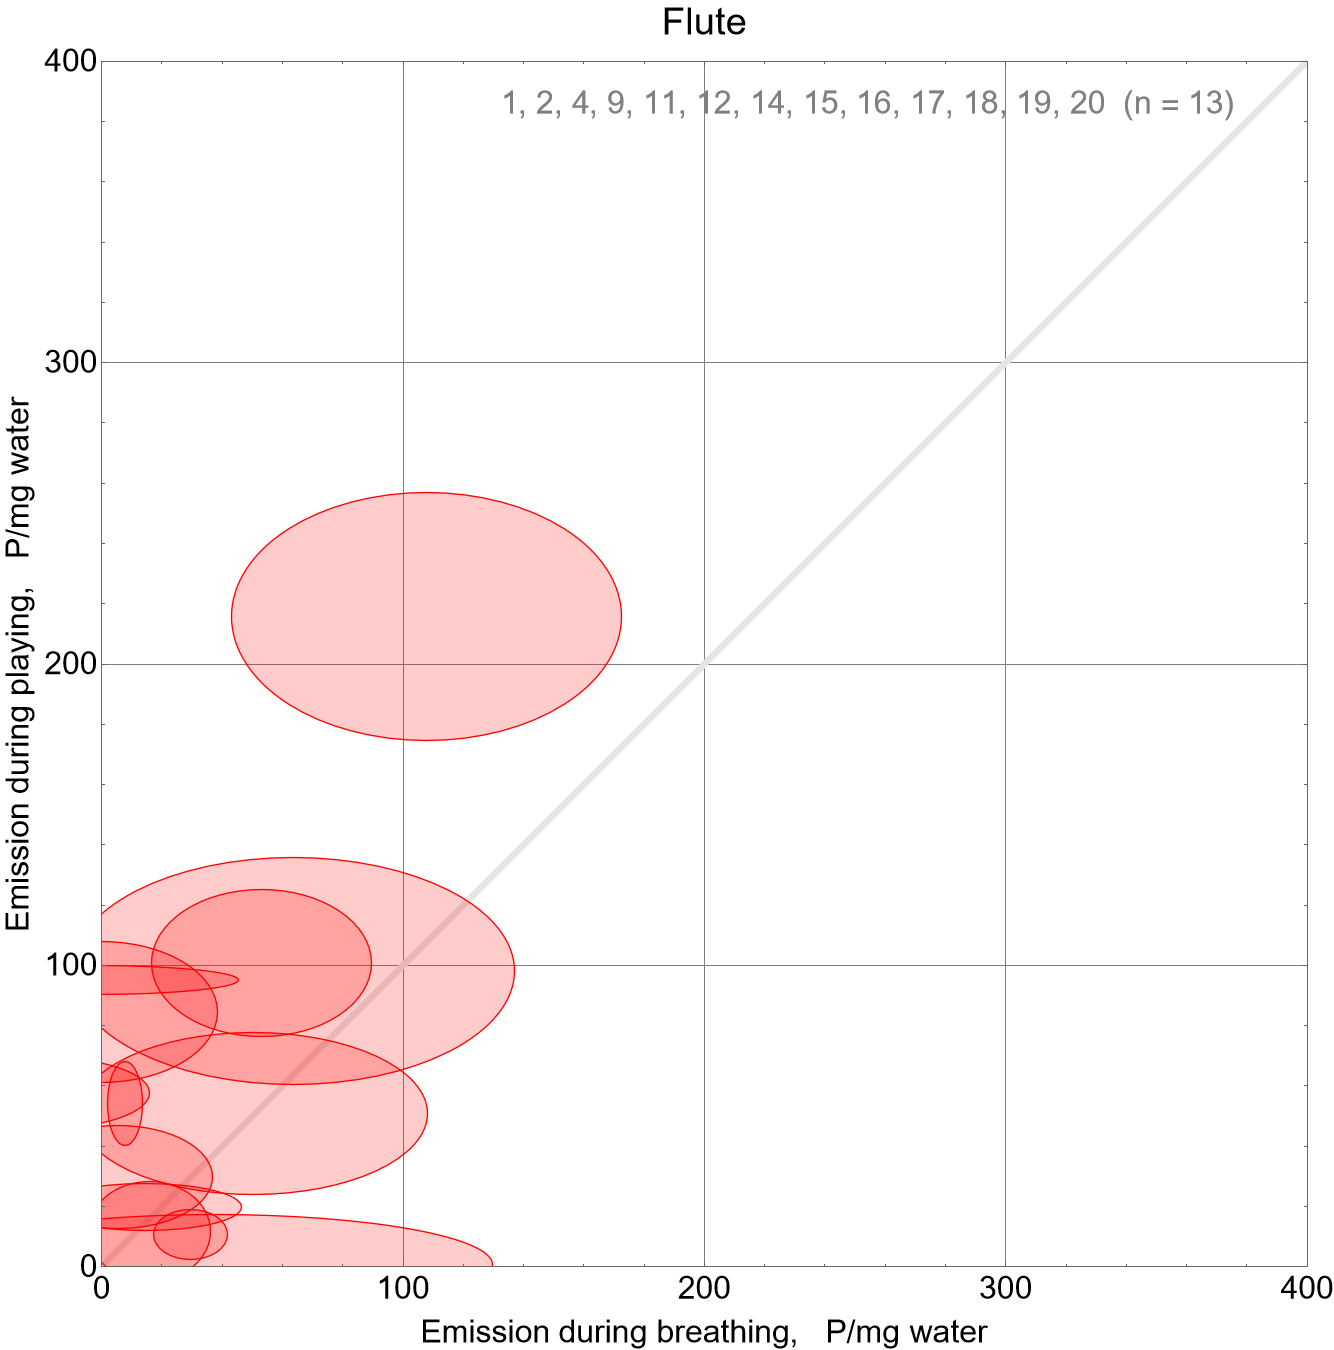 Flute
1, 2, 4, 9, 11, 12, 14, 15, 16, 17, 18, 19, 20 (n = 13)
400
300
200
100
0
Emission during playing, P/mg water
0 100 200 300 400
Emission during breathing, P/mg water